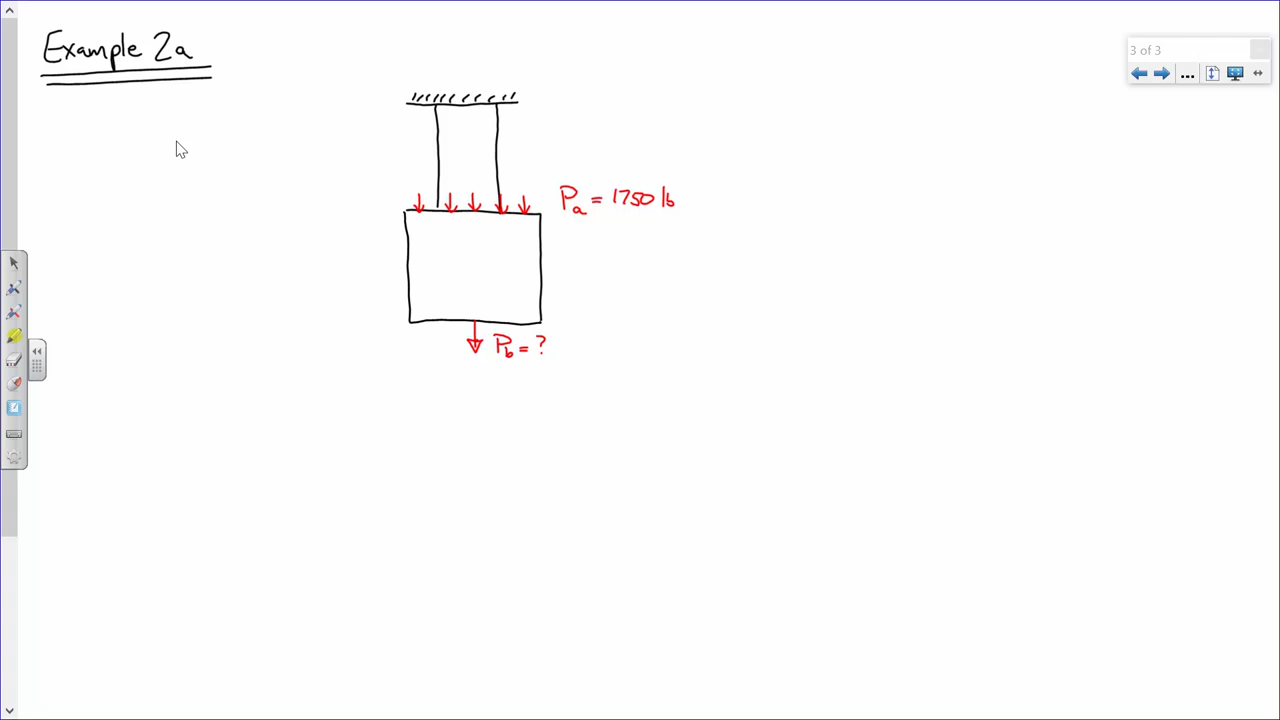 3 of 3
Example 2a
Pa = 1750 lb
Pb = ?